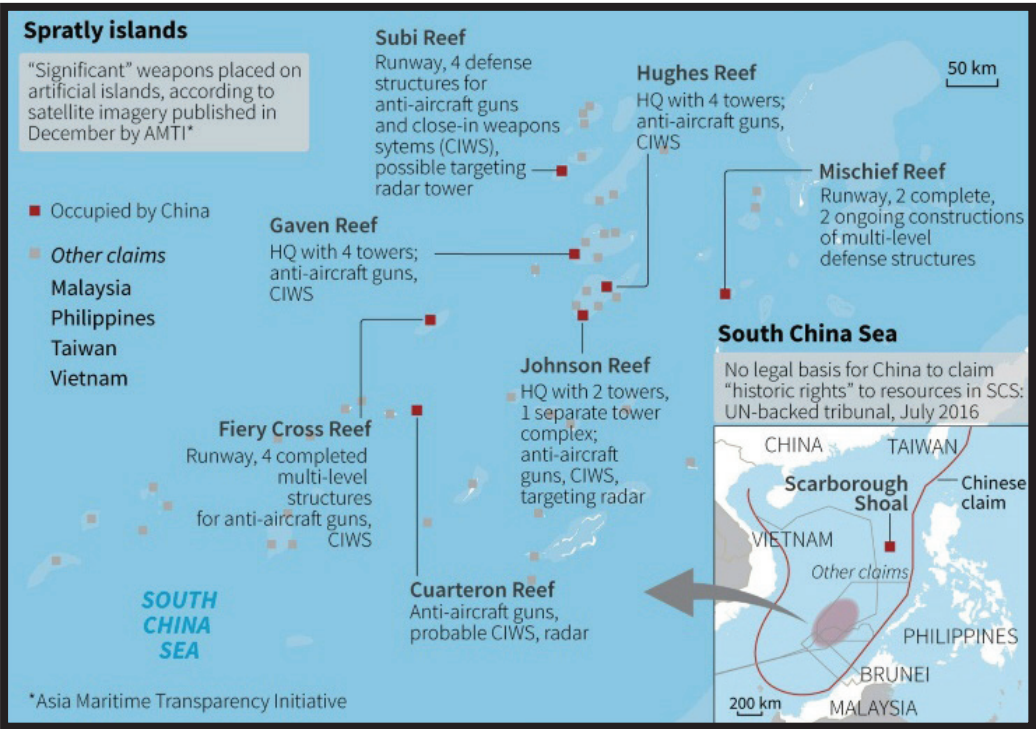 Spratly islands
“Significant” weapons placed on
artificial islands, according to
satellite imagery published in
December by AMTI*
Occupied by China
Other claims
Malaysia
Philippines
Taiwan
Vietnam
Subi Reef
Runway, 4 defense
structures for
anti-aircraft guns
and close-in weapons
sytems (CIWS),
possible targeting
radar tower
Hughes Reef
HQ with 4 towers;
anti-aircraft guns,
CIWS
50 km
Mischief Reef
Runway, 2 complete,
2 ongoing constructions
of multi-level
defense structures
Gaven Reef
HQ with 4 towers;
anti-aircraft guns,
CIWS
Johnson Reef
HQ with 2 towers,
1 separate tower
complex;
anti-aircraft
guns, CIWS,
targeting radar
Fiery Cross Reef
Runway, 4 completed
multi-level
structures
for anti-aircraft guns,
CIWS
Cuarteron Reef
Anti-aircraft guns,
probable CIWS, radar
SOUTH
CHINA
SEA
*Asia Maritime Transparency Initiative
South China Sea
No legal basis for China to claim
“historic rights” to resources in SCS:
UN-backed tribunal, July 2016
CHINA
TAIWAN
Scarborough
Shoal
Chinese
claim
VIETNAM
Other claims
PHILIPPINES
BRUNEI
MALAYSIA
200 km